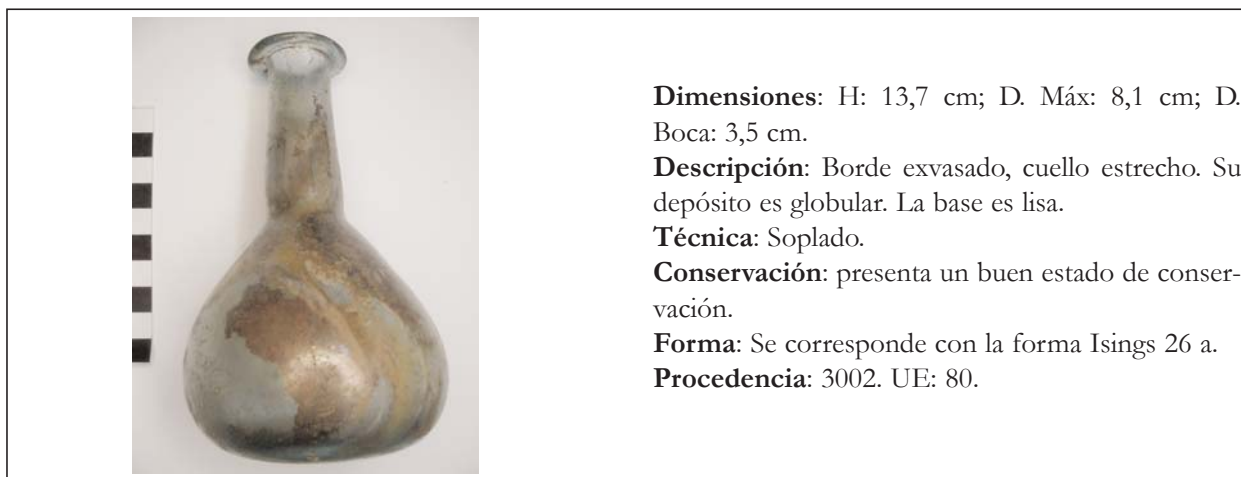 Dimensiones: H: 13,7 cm; D. Máx: 8,1 cm; D.
Boca: 3,5 cm.
Descripción: Borde exvasado, cuello estrecho. Su
depósito es globular. La base es lisa.
Técnica: Soplado.
Conservación: presenta un buen estado de conser-
vación.
Forma: Se corresponde con la forma Isings 26 a.
Procedencia: 3002. UE: 80.